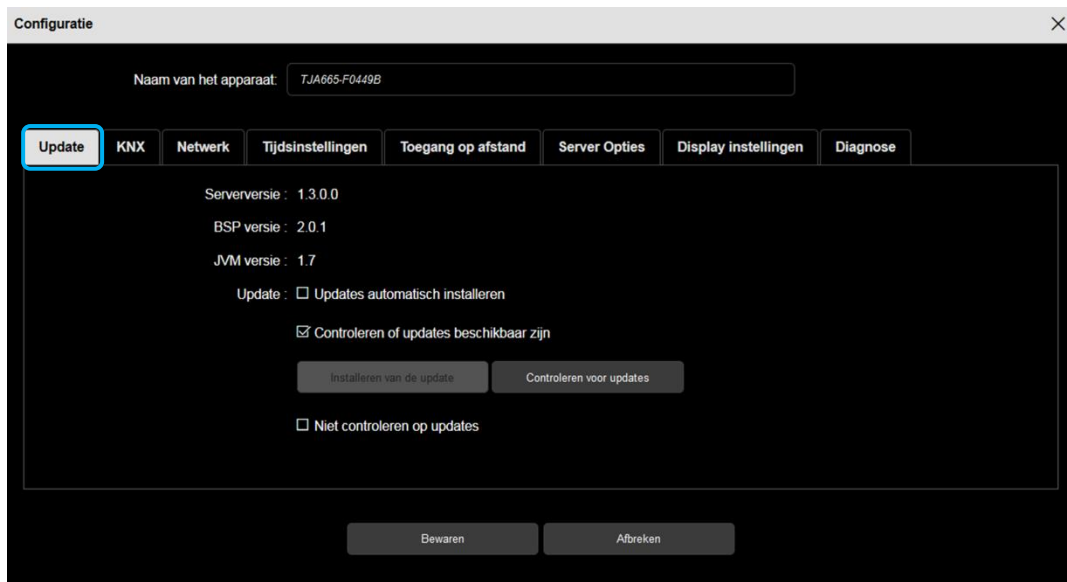 Configuratie
Naam van het apparaat: TJA665-F0449B
Update KNX Netwerk Tijdsinstellingen Toegang op afstand Server Opties Display instellingen Diagnose
Serverversie : 1.3.0.0
BSP versie : 2.0.1
JVM versie : 1.7
Update : Updates automatisch installeren
Controleren of updates beschikbaar zijn
Installeren van de update Controleren voor updates
Niet controleren op updates
Bewaren Afbreken